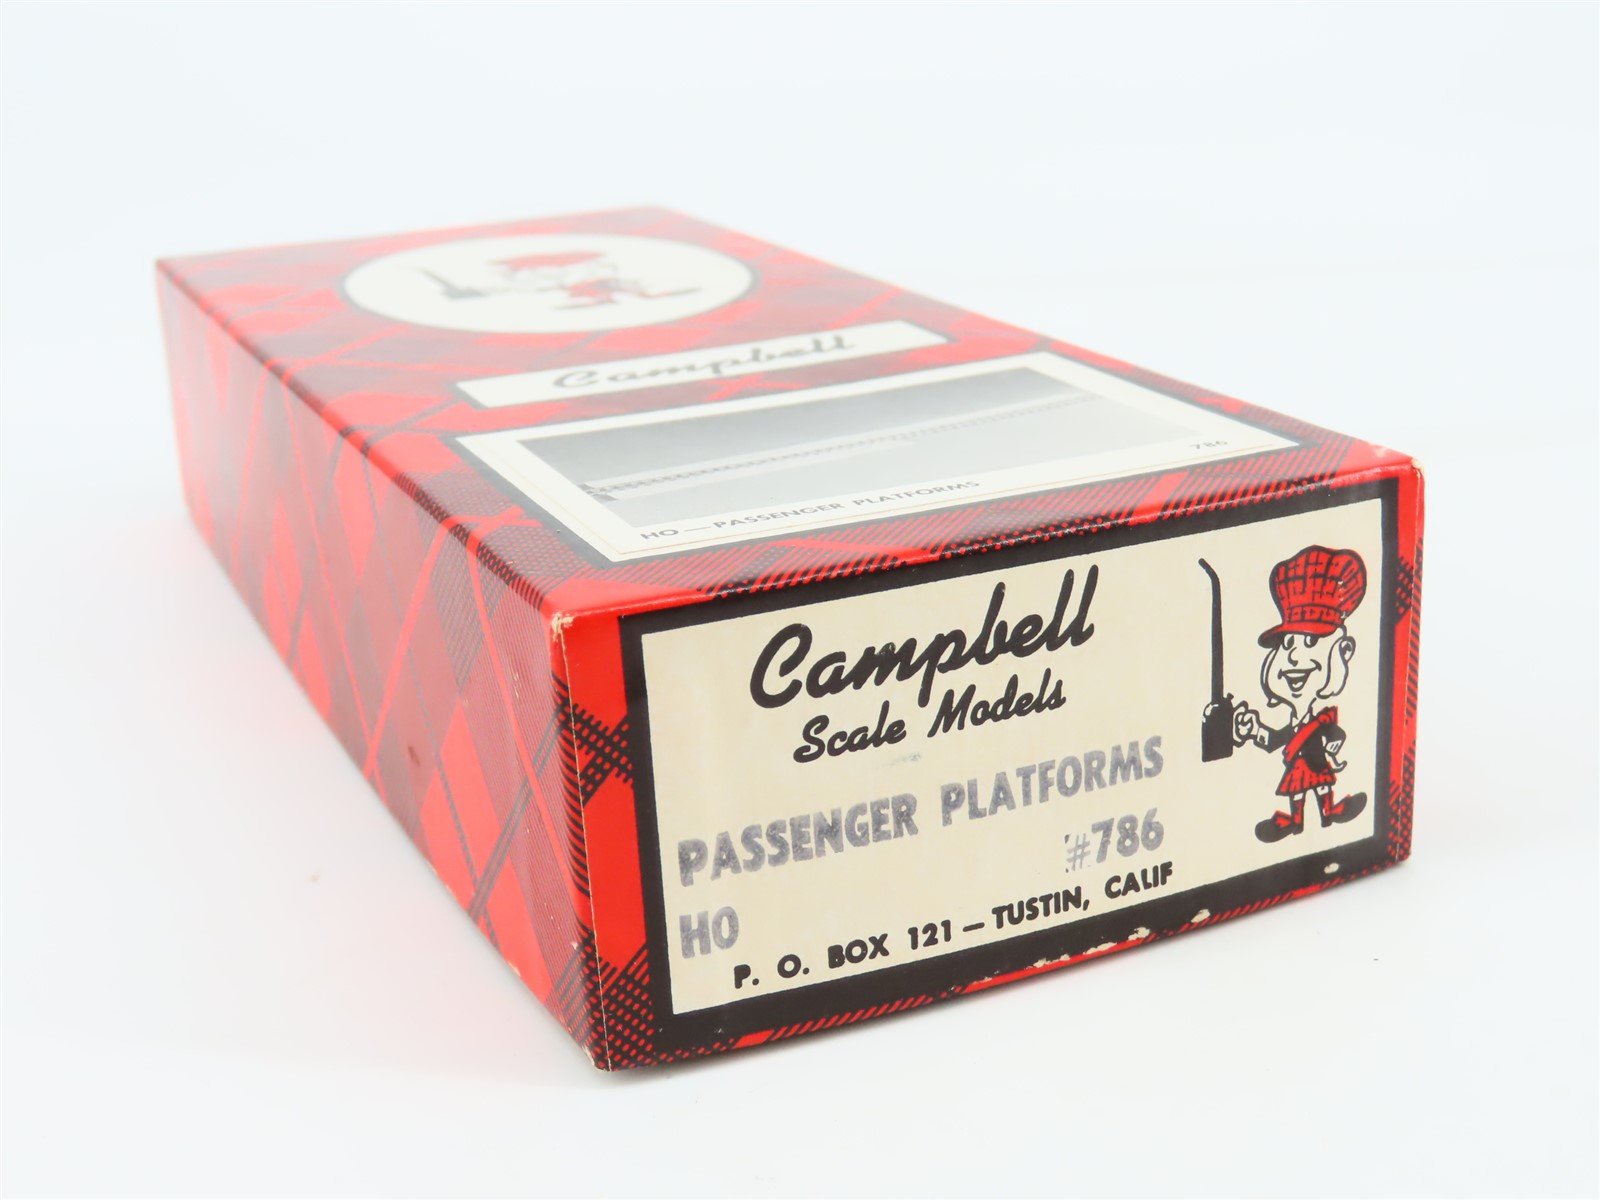 Campbell
HO—PASSENGER PLATFORMS 786
Campbell
Scale Models
PASSENGER PLATFORMS
#786
HO
P. O. BOX 121 — TUSTIN, CALIF